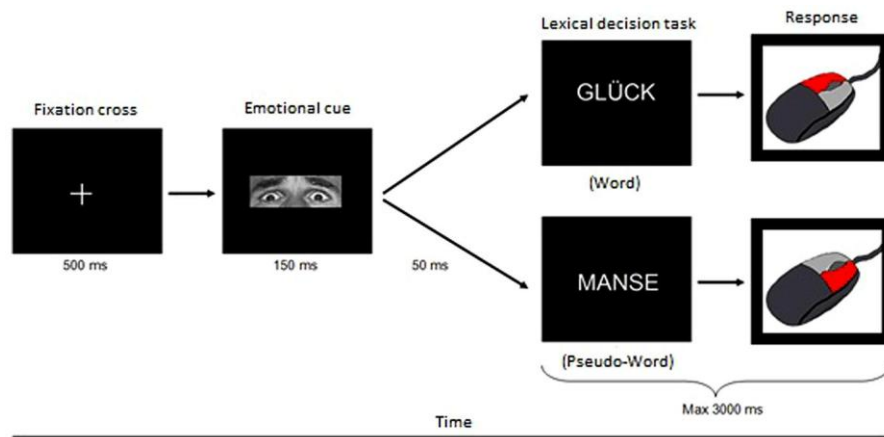 Fixation cross
500 ms
Emotional cue
150 ms
50 ms
Lexical decision task
GLÜCK
(Word)
MANSE
(Pseudo-Word)
Response
Max 3000 ms
Time